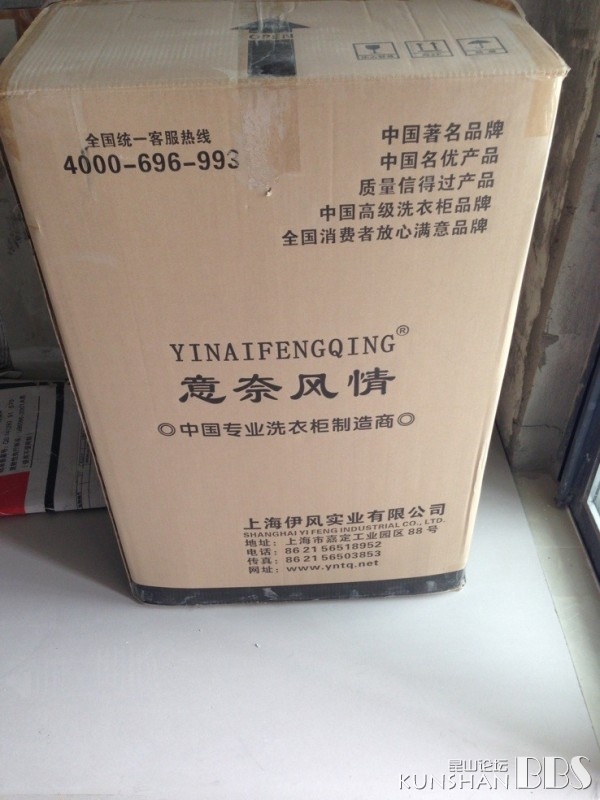 OPEN
全国统一客服热线
4000-696-993
中国著名品牌
中国名优产品
质量信得过产品
中国高级洗衣柜品牌
全国消费者放心满意品牌
YINAIFENGQING®
意奈风情
◎中国专业洗衣柜制造商◎
上海伊风实业有限公司
SHANGHAI YI FENG INDUSTRIAL CO., LTD.
地址：上海市嘉定工业园区 88 号
电话：86 21 56518952
传真：86 21 56503853
网址：www.yntq.net
昆山论坛
KUNSHAN BBS